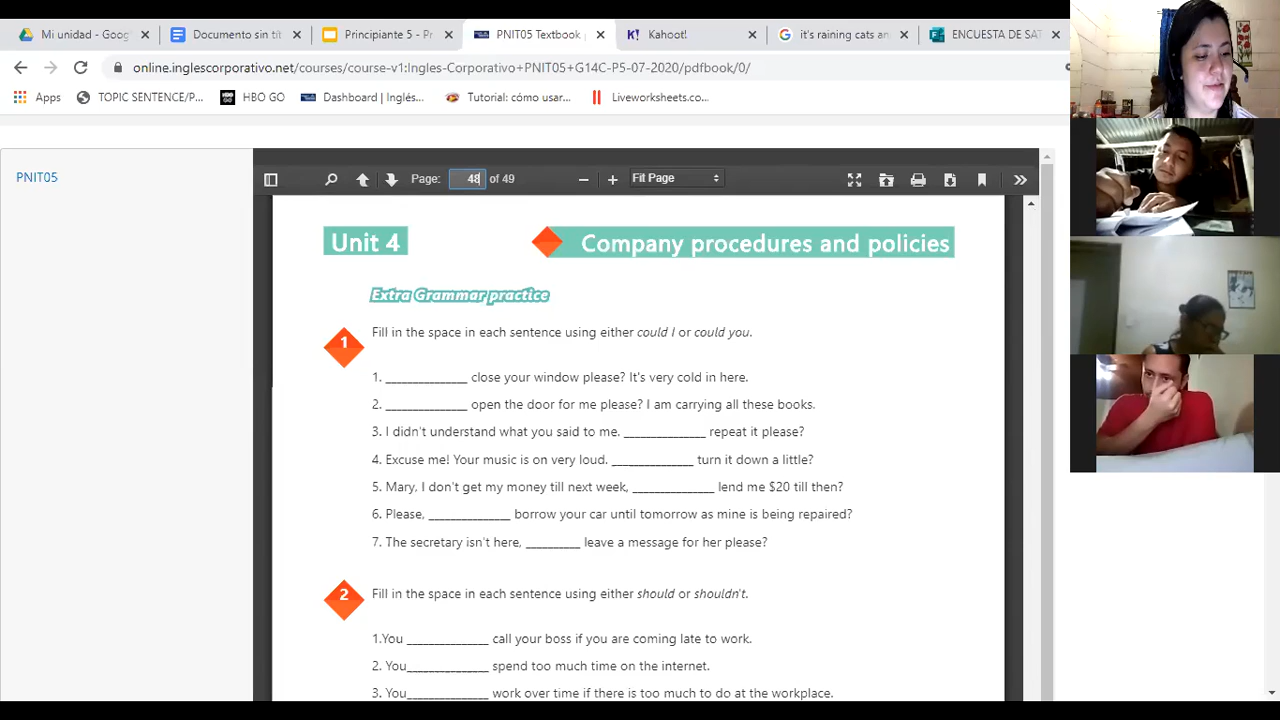 Mi unidad - Goog
Documento sin tít
Principiante 5 - Pr
PNIT05 Textbook
Kahoot!
it's raining cats an
ENCUESTA DE SAT
online.inglescorporativo.net/courses/course-v1:Ingles-Corporativo+PNIT05+G14C-P5-07-2020/pdfbook/0/
Apps
TOPIC SENTENCE/P...
HBO GO
Dashboard | Inglés...
Tutorial: cómo usar...
Liveworksheets.co...
PNIT05
Page: 48 of 49
Fit Page
Unit 4
Company procedures and policies
Extra Grammar practice
1
Fill in the space in each sentence using either could I or could you.
1. _______________ close your window please? It's very cold in here.
2. _______________ open the door for me please? I am carrying all these books.
3. I didn't understand what you said to me. _______________ repeat it please?
4. Excuse me! Your music is on very loud. _______________ turn it down a little?
5. Mary, I don't get my money till next week, _______________ lend me $20 till then?
6. Please, _______________ borrow your car until tomorrow as mine is being repaired?
7. The secretary isn't here, __________ leave a message for her please?
2
Fill in the space in each sentence using either should or shouldn't.
1.You _______________ call your boss if you are coming late to work.
2. You_______________ spend too much time on the internet.
3. You_______________ work over time if there is too much to do at the workplace.